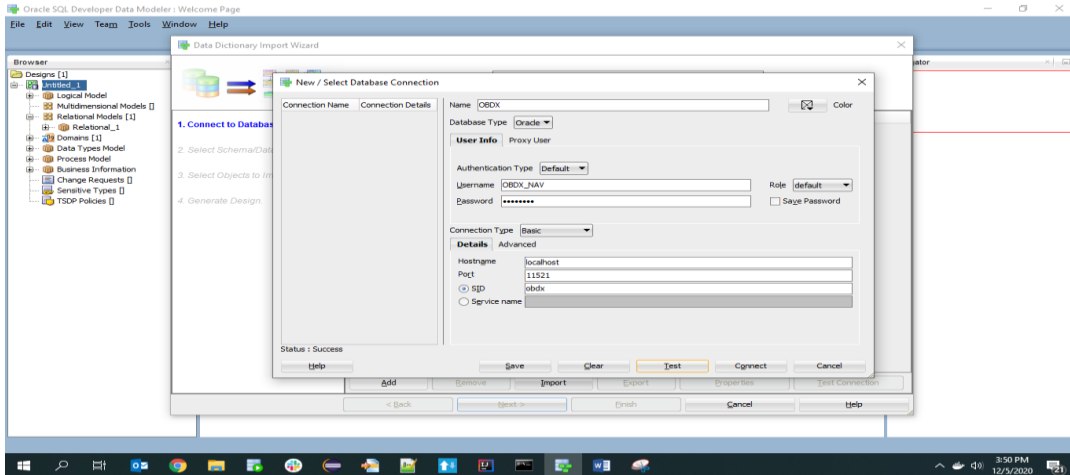 Oracle SQL Developer Data Modeler : Welcome Page
File Edit View Team Tools Window Help
Data Dictionary Import Wizard
Browser
Designs [1]
Untitled_1
Logical Model
Multidimensional Models []
Relational Models [1]
Relational_1
Domains [1]
Data Types Model
Process Model
Business Information
Change Requests []
Sensitive Types []
TSDP Policies []
1. Connect to Databas
2. Select Schema/Data
3. Select Objects to Im
4. Generate Design.
New / Select Database Connection
Connection Name Connection Details
Name OBDX Color
Database Type Oracle
User Info Proxy User
Authentication Type Default
Username OBDX_NAV Role default
Password •••••••• Save Password
Connection Type Basic
Details Advanced
Hostname localhost
Port 11521
SID obdx
Service name
Status : Success
Help Save Clear Test Connect Cancel
Add Remove Import Export Properties Test Connection
< Back Next > Finish Cancel Help
3:50 PM
12/5/2020